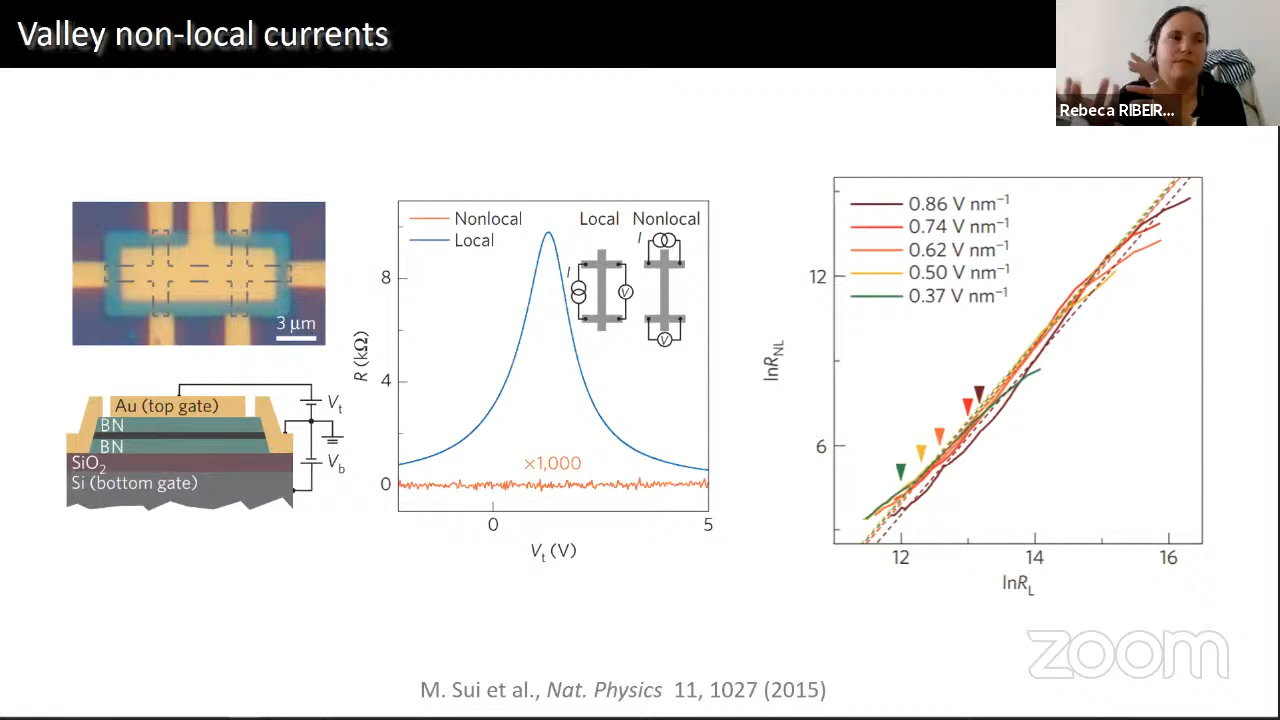 Valley non-local currents
Rebeca RIBEIR...
3 μm
Au (top gate)
BN
BN
SiO2
Si (bottom gate)
Vt
Vb
Nonlocal
Local
Local
Nonlocal
I
V
I
V
8
4
0
R (kΩ)
×1,000
0
5
Vt (V)
0.86 V nm⁻¹
0.74 V nm⁻¹
0.62 V nm⁻¹
0.50 V nm⁻¹
0.37 V nm⁻¹
12
6
lnRNL
12
14
16
lnRL
zoom
M. Sui et al., Nat. Physics 11, 1027 (2015)